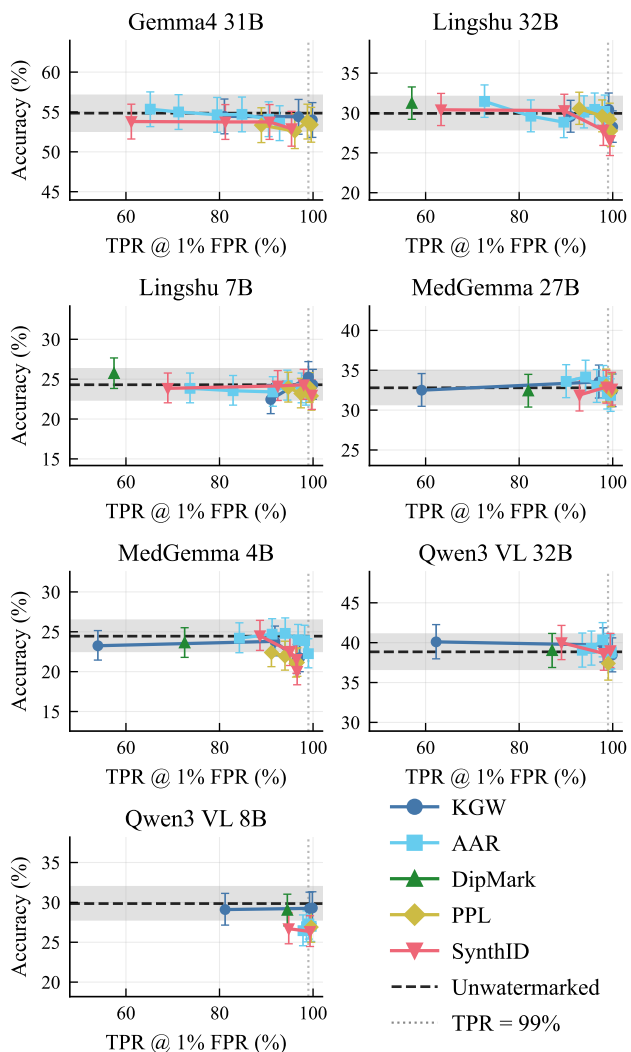 Gemma4 31B
Accuracy (%)
60
55
50
45
60
80
100
TPR @ 1% FPR (%)
Lingshu 32B
Accuracy (%)
35
30
25
20
60
80
100
TPR @ 1% FPR (%)
Lingshu 7B
Accuracy (%)
30
25
20
15
60
80
100
TPR @ 1% FPR (%)
MedGemma 27B
Accuracy (%)
40
35
30
25
60
80
100
TPR @ 1% FPR (%)
MedGemma 4B
Accuracy (%)
30
25
20
15
60
80
100
TPR @ 1% FPR (%)
Qwen3 VL 32B
Accuracy (%)
45
40
35
30
60
80
100
TPR @ 1% FPR (%)
Qwen3 VL 8B
Accuracy (%)
35
30
25
20
60
80
100
TPR @ 1% FPR (%)
KGW
AAR
DipMark
PPL
SynthID
Unwatermarked
TPR = 99%